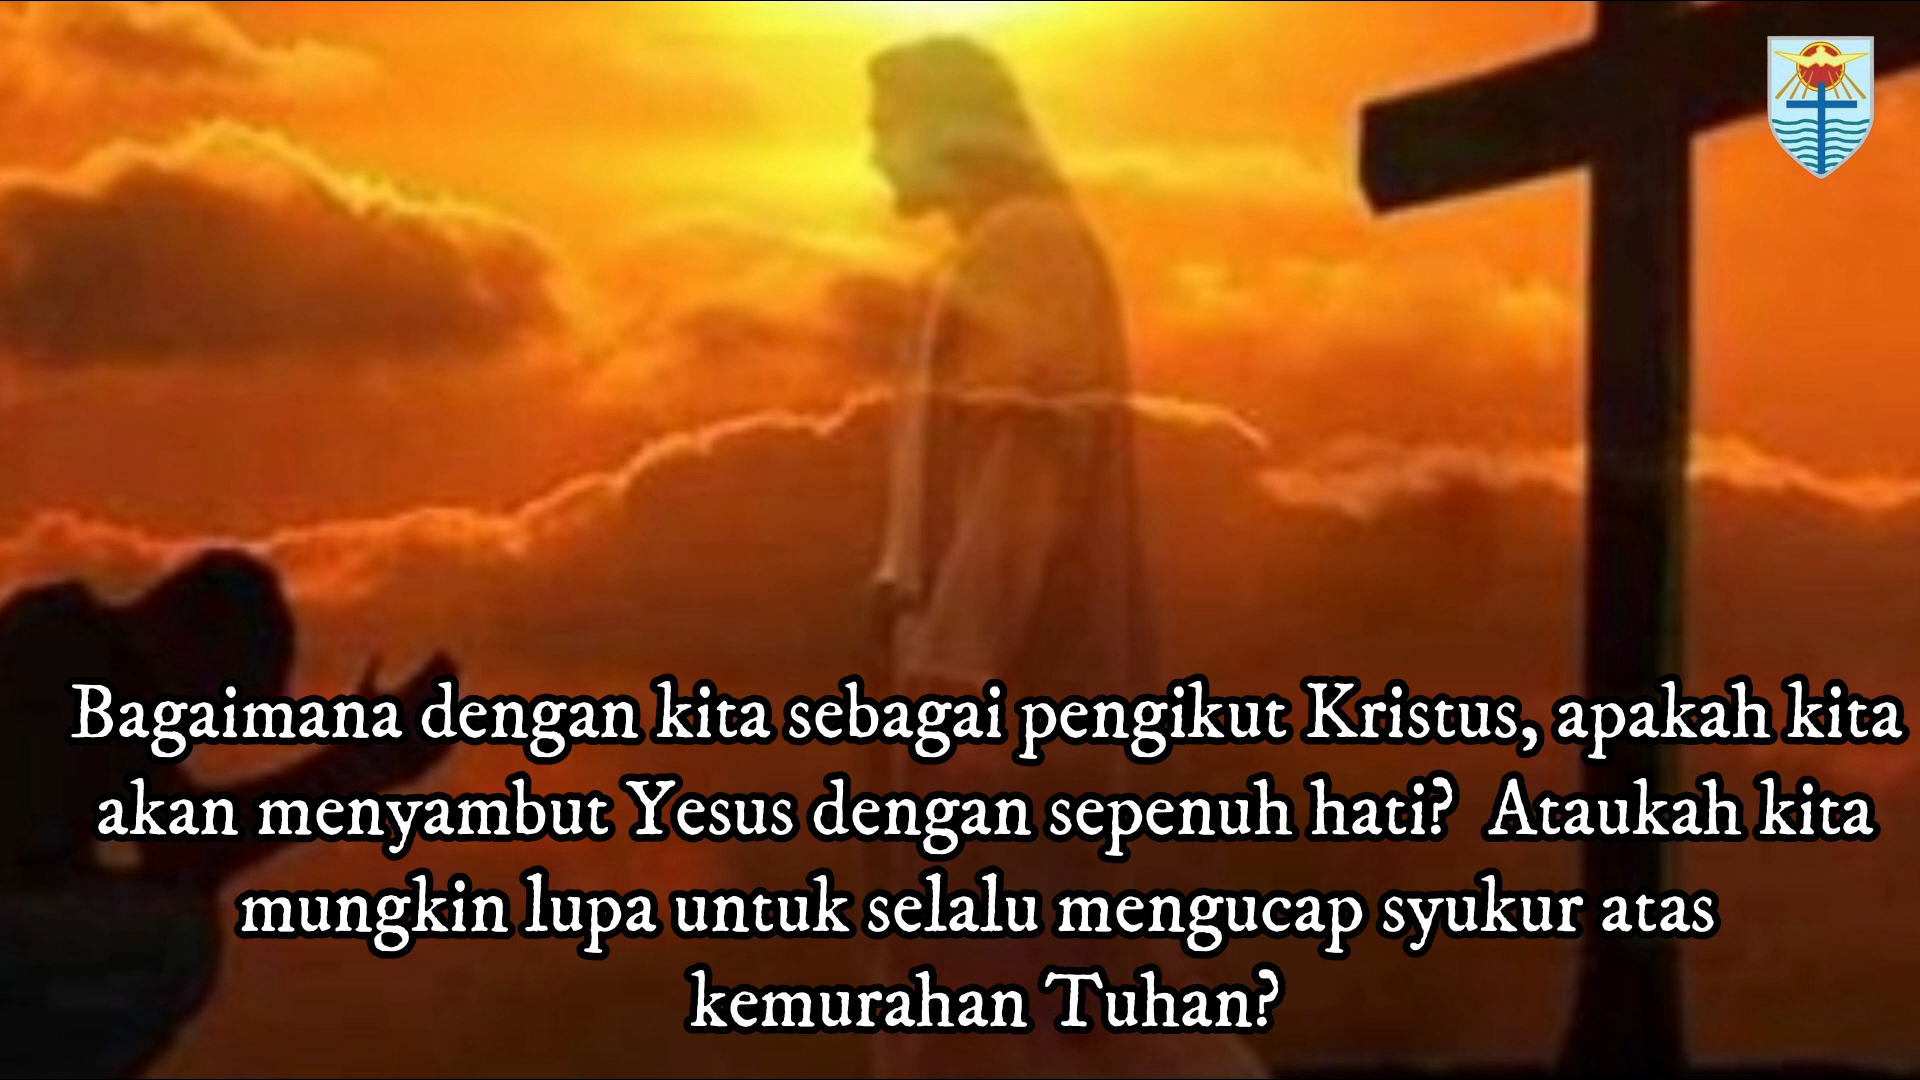 Bagaimana dengan kita sebagai pengikut Kristus, apakah kita
akan menyambut Yesus dengan sepenuh hati? Ataukah kita
mungkin lupa untuk selalu mengucap syukur atas
kemurahan Tuhan?